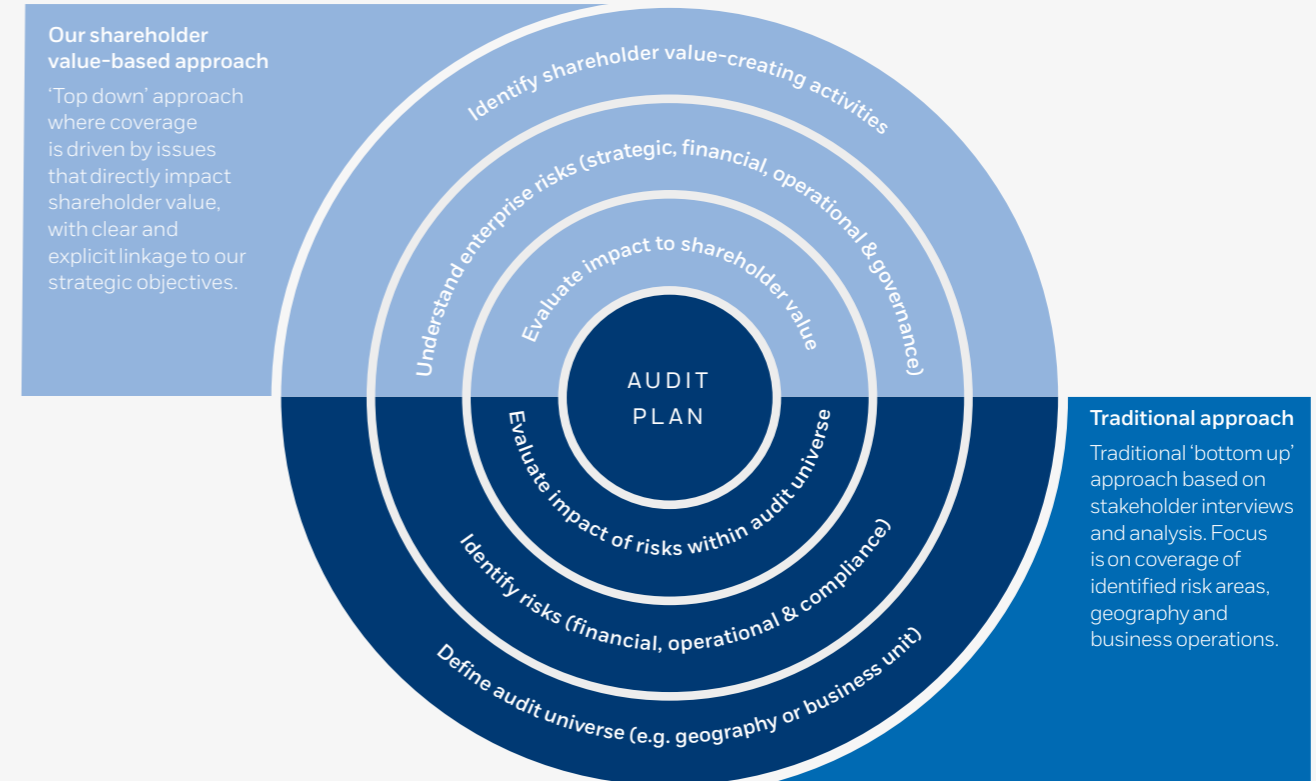 Our shareholder
value-based approach
‘Top down’ approach
where coverage
is driven by issues
that directly impact
shareholder value,
with clear and
explicit linkage to our
strategic objectives.
Identify shareholder value-creating activities
Understand enterprise risks (strategic, financial, operational & governance)
Evaluate impact to shareholder value
AUDIT
PLAN
Evaluate impact of risks within audit universe
Identify risks (financial, operational & compliance)
Define audit universe (e.g. geography or business unit)
Traditional approach
Traditional ‘bottom up’
approach based on
stakeholder interviews
and analysis. Focus
is on coverage of
identified risk areas,
geography and
business operations.